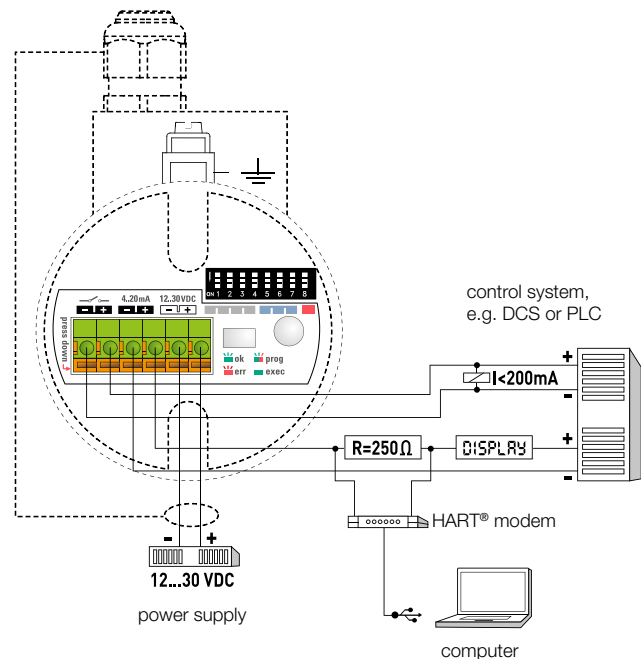 4..20mA 12..30VDC
- + - + - U +
press down
ON 1 2 3 4 5 6 7 8
ok prog
err exec
control system,
e.g. DCS or PLC
+
I<200mA
-
R=250Ω DISPLAY
+
-
HART® modem
- +
12...30 VDC
power supply
computer